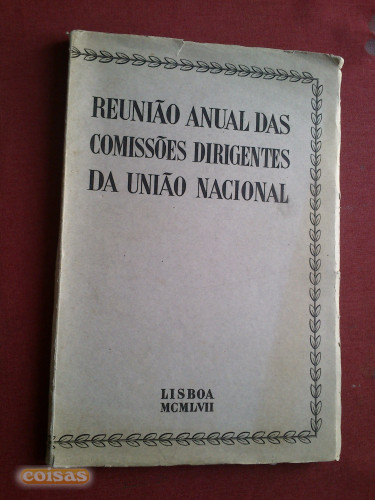 REUNIÃO ANUAL DAS
COMISSÕES DIRIGENTES
DA UNIÃO NACIONAL
LISBOA
MCMLVII
coisas